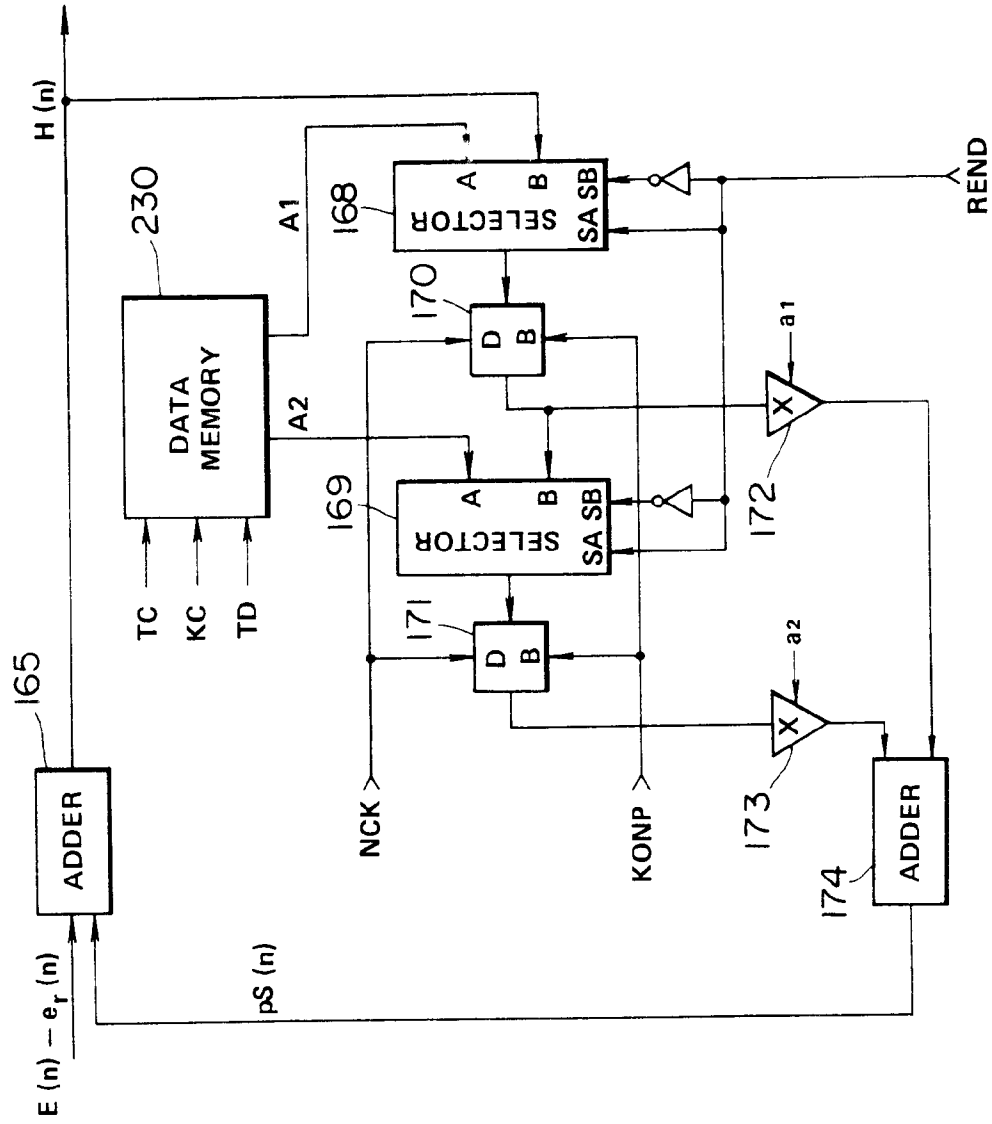 E (n) − er (n)
165
ADDER
H (n)
pS (n)
TC
KC
TD
230
DATA
MEMORY
A2
A1
NCK
KONP
171
D
B
169
SELECTOR
A
B
SA
SB
170
D
B
168
SELECTOR
A
B
SA
SB
173
X
a2
172
X
a1
174
ADDER
REND